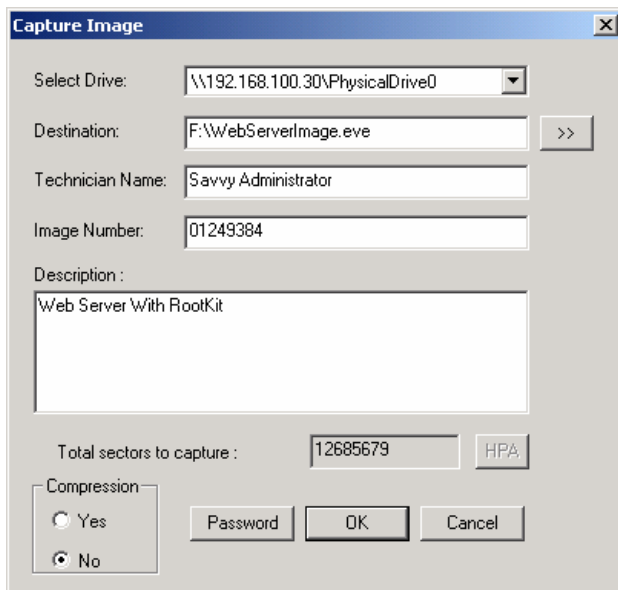 Capture Image
Select Drive: \\192.168.100.30\PhysicalDrive0
Destination: F:\WebServerImage.eve >>
Technician Name: Savvy Administrator
Image Number: 01249384
Description :
Web Server With RootKit
Total sectors to capture : 12685679 HPA
Compression
Yes
Password OK Cancel
No